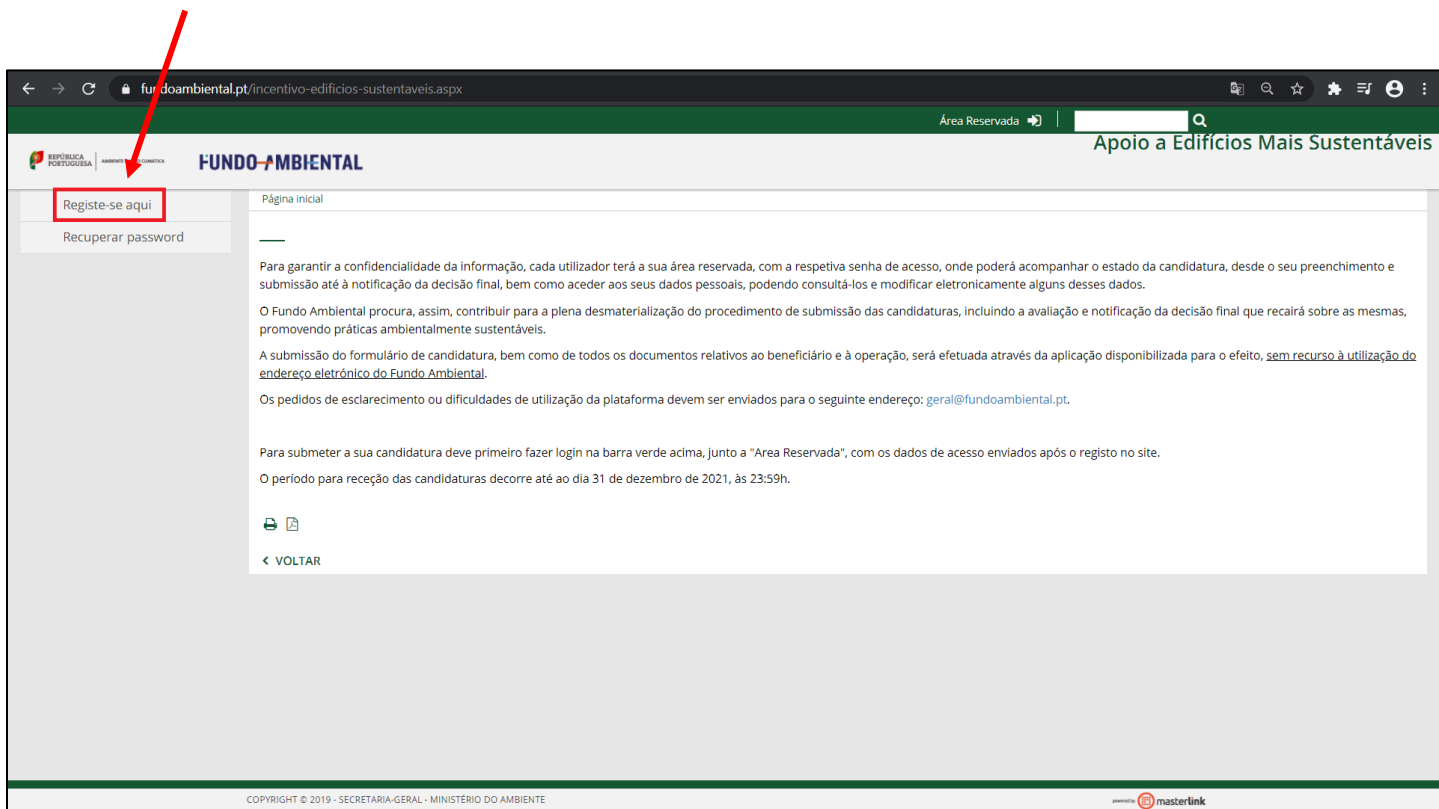 fundoambiental.pt/incentivo-edificios-sustentaveis.aspx
Área Reservada
Apoio a Edifícios Mais Sustentáveis
REPÚBLICA
PORTUGUESA
FUNDO AMBIENTAL
Registe-se aqui
Recuperar password
Página inicial
Para garantir a confidencialidade da informação, cada utilizador terá a sua área reservada, com a respetiva senha de acesso, onde poderá acompanhar o estado da candidatura, desde o seu preenchimento e
submissão até à notificação da decisão final, bem como aceder aos seus dados pessoais, podendo consultá-los e modificar eletronicamente alguns desses dados.
O Fundo Ambiental procura, assim, contribuir para a plena desmaterialização do procedimento de submissão das candidaturas, incluindo a avaliação e notificação da decisão final que recairá sobre as mesmas,
promovendo práticas ambientalmente sustentáveis.
A submissão do formulário de candidatura, bem como de todos os documentos relativos ao beneficiário e à operação, será efetuada através da aplicação disponibilizada para o efeito, sem recurso à utilização do
endereço eletrónico do Fundo Ambiental.
Os pedidos de esclarecimento ou dificuldades de utilização da plataforma devem ser enviados para o seguinte endereço: geral@fundoambiental.pt.
Para submeter a sua candidatura deve primeiro fazer login na barra verde acima, junto a "Area Reservada", com os dados de acesso enviados após o registo no site.
O período para receção das candidaturas decorre até ao dia 31 de dezembro de 2021, às 23:59h.
VOLTAR
COPYRIGHT © 2019 - SECRETARIA-GERAL - MINISTÉRIO DO AMBIENTE
powered by masterlink